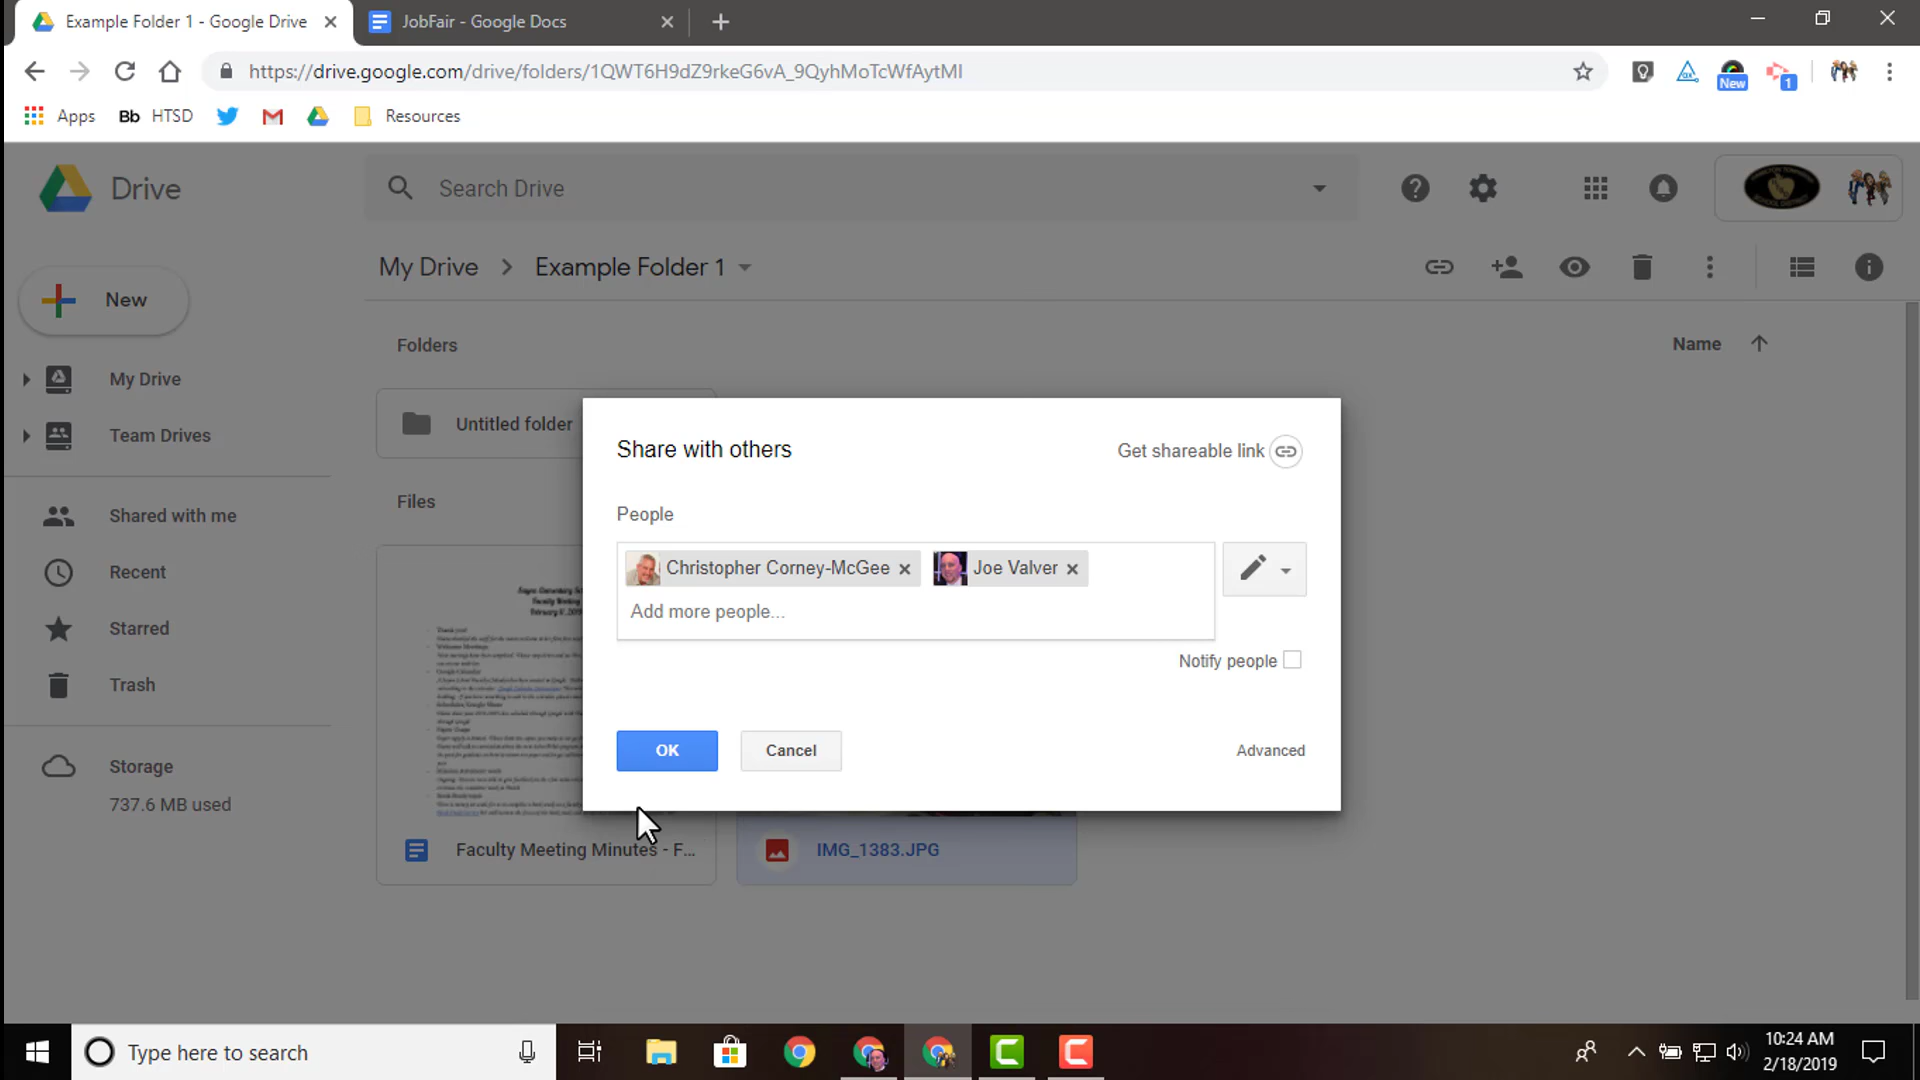 Example Folder 1 - Google Drive
JobFair - Google Docs
https://drive.google.com/drive/folders/1QWT6H9dZ9rkeG6vA_9QyhMoTcWfAytMI
New
1
Apps
Bb HTSD
Resources
Drive
Search Drive
My Drive > Example Folder 1
New
Folders
Name
My Drive
Untitled folder
Team Drives
Share with others
Get shareable link
Files
Shared with me
People
Christopher Corney-McGee
Joe Valver
Recent
Add more people...
Starred
Notify people
Trash
OK
Cancel
Advanced
Storage
737.6 MB used
Faculty Meeting Minutes - F...
IMG_1383.JPG
Type here to search
10:24 AM
2/18/2019